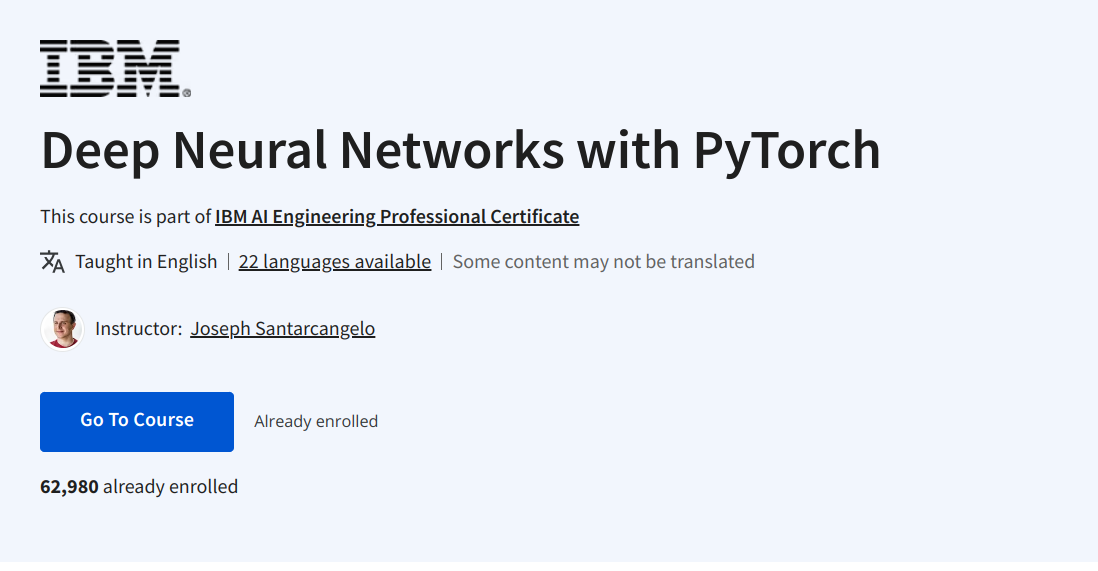 IBM®
Deep Neural Networks with PyTorch
This course is part of IBM AI Engineering Professional Certificate
Taught in English | 22 languages available | Some content may not be translated
Instructor: Joseph Santarcangelo
Go To Course Already enrolled
62,980 already enrolled